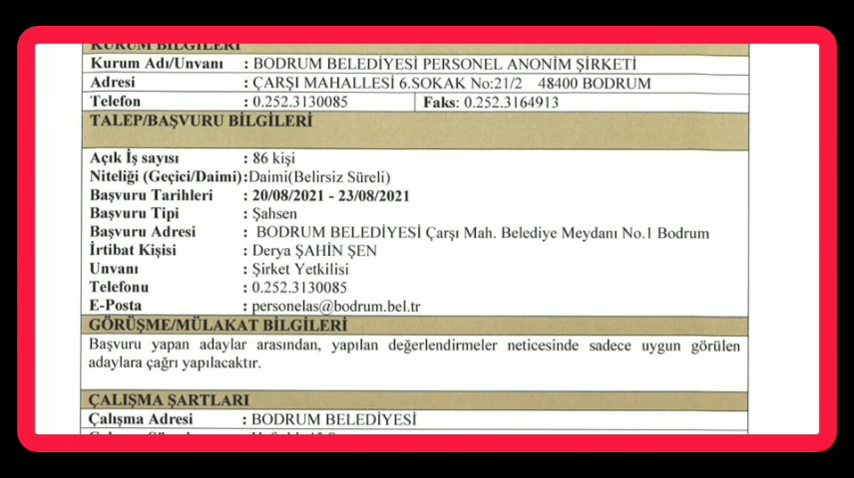 KURUM BİLGİLERİ
Kurum Adı/Unvanı : BODRUM BELEDİYESİ PERSONEL ANONİM ŞİRKETİ
Adresi : ÇARŞI MAHALLESİ 6.SOKAK No:21/2 48400 BODRUM
Telefon : 0.252.3130085 Faks: 0.252.3164913
TALEP/BAŞVURU BİLGİLERİ
Açık İş sayısı : 86 kişi
Niteliği (Geçici/Daimi):Daimi(Belirsiz Süreli)
Başvuru Tarihleri : 20/08/2021 - 23/08/2021
Başvuru Tipi : Şahsen
Başvuru Adresi : BODRUM BELEDİYESİ Çarşı Mah. Belediye Meydanı No.1 Bodrum
İrtibat Kişisi : Derya ŞAHİN ŞEN
Unvanı : Şirket Yetkilisi
Telefonu : 0.252.3130085
E-Posta : personelas@bodrum.bel.tr
GÖRÜŞME/MÜLAKAT BİLGİLERİ
Başvuru yapan adaylar arasından, yapılan değerlendirmeler neticesinde sadece uygun görülen
adaylara çağrı yapılacaktır.
ÇALIŞMA ŞARTLARI
Çalışma Adresi : BODRUM BELEDİYESİ